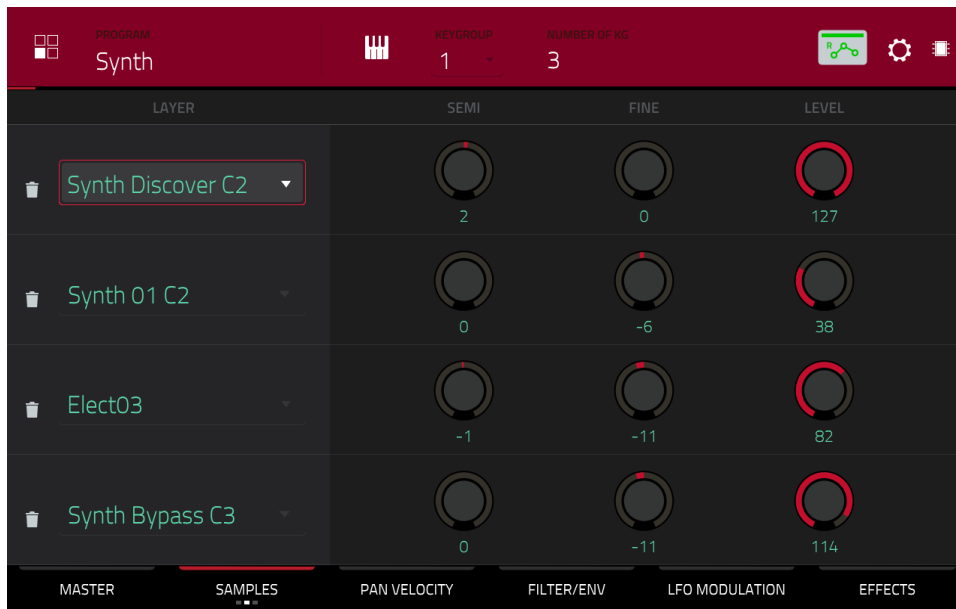 PROGRAM KEYGROUP NUMBER OF KG
Synth 1 3 R
LAYER SEMI FINE LEVEL
Synth Discover C2
2 0 127
Synth 01 C2
0 -6 38
Elect03
-1 -11 82
Synth Bypass C3
0 -11 114
MASTER SAMPLES PAN VELOCITY FILTER/ENV LFO MODULATION EFFECTS